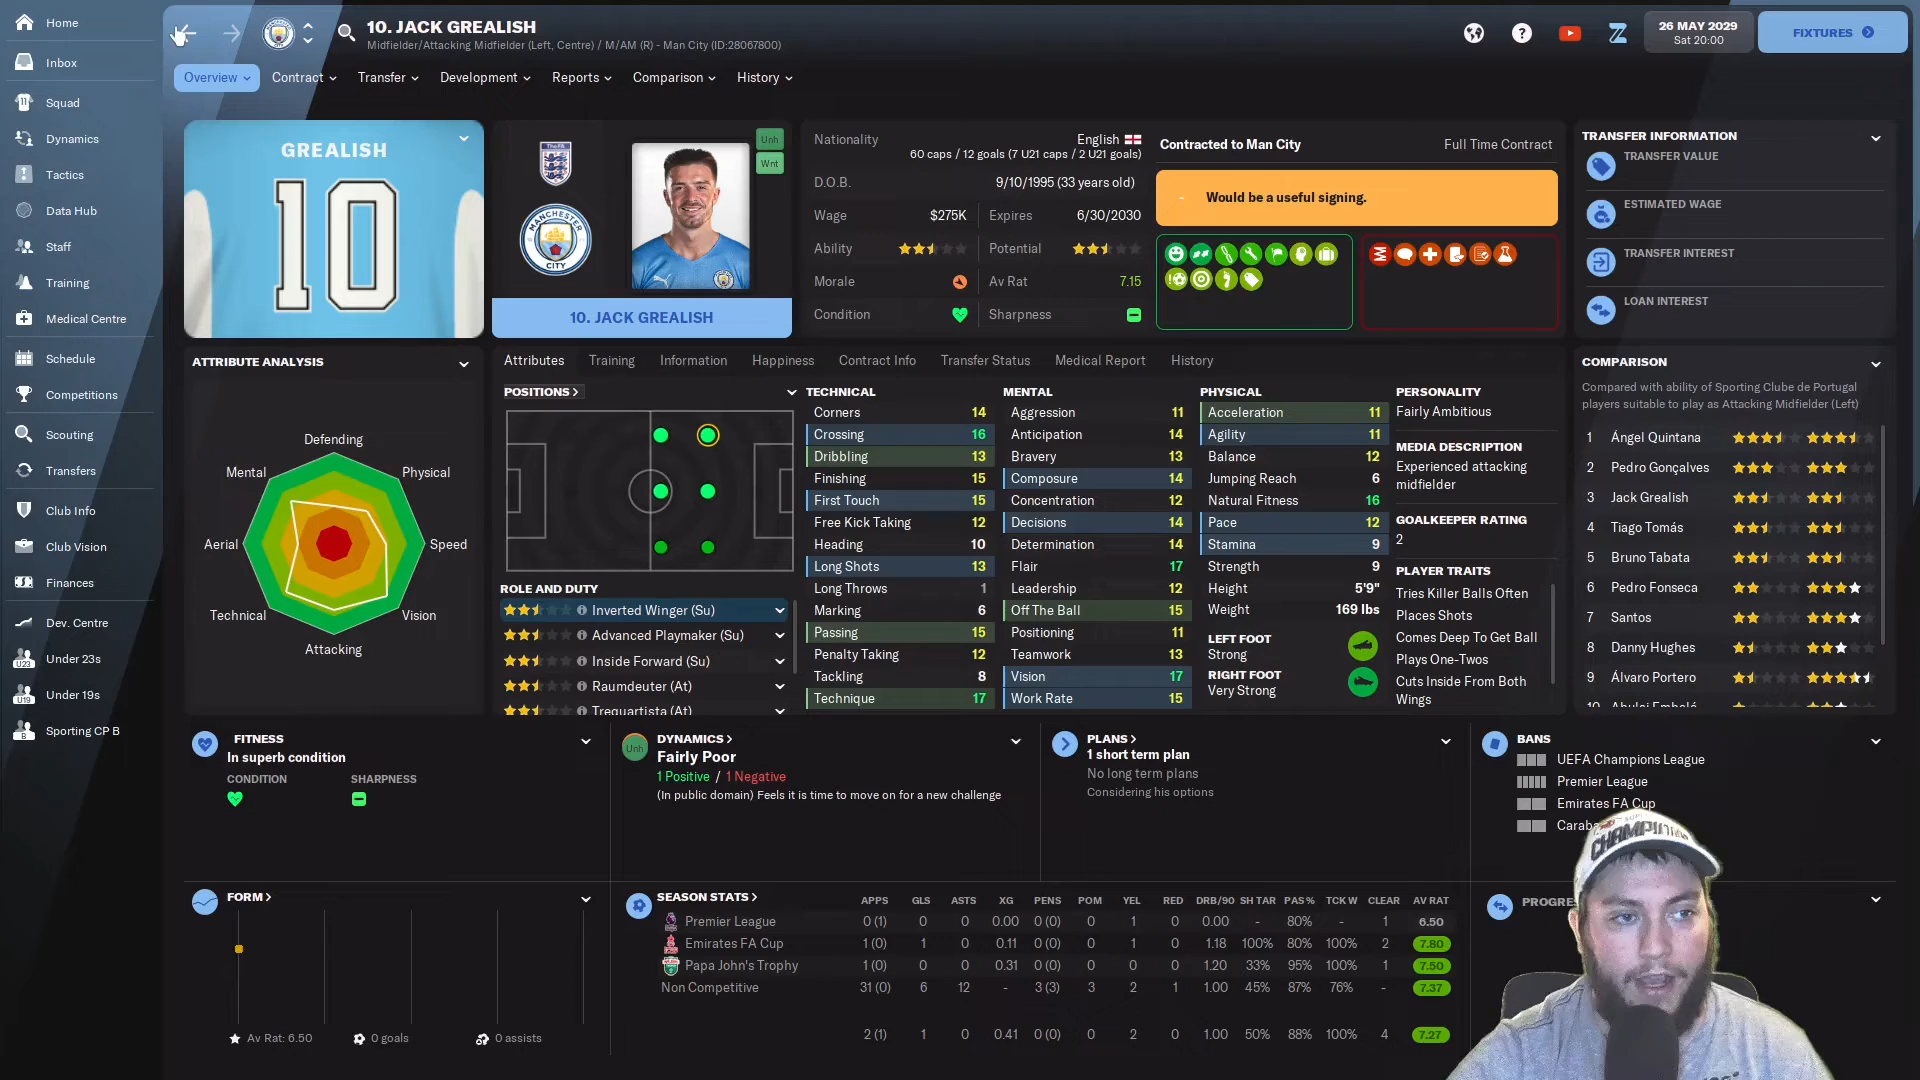 Home
Inbox
Squad
Dynamics
Tactics
Data Hub
Staff
Training
Medical Centre
Schedule
Competitions
Scouting
Transfers
Club Info
Club Vision
Finances
Dev. Centre
Under 23s
Under 19s
Sporting CP B
10. JACK GREALISH
Midfielder/Attacking Midfielder (Left, Centre) / M/AM (R) - Man City (ID:28067800)
26 MAY 2029
Sat 20:00
FIXTURES
Overview Contract Transfer Development Reports Comparison History
GREALISH
10
Unh
Wnt
10. JACK GREALISH
Nationality English
60 caps / 12 goals (7 U21 caps / 2 U21 goals)
D.O.B. 9/10/1995 (33 years old)
Wage $275K Expires 6/30/2030
Ability Potential
Morale Av Rat 7.15
Condition Sharpness
Contracted to Man City Full Time Contract
- Would be a useful signing.
TRANSFER INFORMATION
TRANSFER VALUE
ESTIMATED WAGE
TRANSFER INTEREST
LOAN INTEREST
ATTRIBUTE ANALYSIS
Defending
Mental Physical
Aerial Speed
Technical Vision
Attacking
Attributes Training Information Happiness Contract Info Transfer Status Medical Report History
POSITIONS >
ROLE AND DUTY
Inverted Winger (Su)
Advanced Playmaker (Su)
Inside Forward (Su)
Raumdeuter (At)
Trequartista (At)
TECHNICAL
Corners 14
Crossing 16
Dribbling 13
Finishing 15
First Touch 15
Free Kick Taking 12
Heading 10
Long Shots 13
Long Throws 1
Marking 6
Passing 15
Penalty Taking 12
Tackling 8
Technique 17
MENTAL
Aggression 11
Anticipation 14
Bravery 13
Composure 14
Concentration 12
Decisions 14
Determination 14
Flair 17
Leadership 12
Off The Ball 15
Positioning 11
Teamwork 13
Vision 17
Work Rate 15
PHYSICAL
Acceleration 11
Agility 11
Balance 12
Jumping Reach 6
Natural Fitness 16
Pace 12
Stamina 9
Strength 9
Height 5'9"
Weight 169 lbs
LEFT FOOT
Strong
RIGHT FOOT
Very Strong
PERSONALITY
Fairly Ambitious
MEDIA DESCRIPTION
Experienced attacking
midfielder
GOALKEEPER RATING
2
PLAYER TRAITS
Tries Killer Balls Often
Places Shots
Comes Deep To Get Ball
Plays One-Twos
Cuts Inside From Both
Wings
COMPARISON
Compared with ability of Sporting Clube de Portugal
players suitable to play as Attacking Midfielder (Left)
1 Ángel Quintana
2 Pedro Gonçalves
3 Jack Grealish
4 Tiago Tomás
5 Bruno Tabata
6 Pedro Fonseca
7 Santos
8 Danny Hughes
9 Álvaro Portero
FITNESS
In superb condition
CONDITION SHARPNESS
Unh
DYNAMICS >
Fairly Poor
1 Positive / 1 Negative
(In public domain) Feels it is time to move on for a new challenge
PLANS >
1 short term plan
No long term plans
Considering his options
BANS
UEFA Champions League
Premier League
Emirates FA Cup
FORM >
Av Rat: 6.50 0 goals 0 assists
SEASON STATS > APPS GLS ASTS XG PENS POM YEL RED DRB/90 SH TAR PAS % TCK W CLEAR AV RAT
Premier League 0 (1) 0 0 0.00 0 (0) 0 1 0 0.00 - 80% - 1 6.50
Emirates FA Cup 1 (0) 1 0 0.11 0 (0) 0 1 0 1.18 100% 80% 100% 2 7.80
Papa John's Trophy 1 (0) 0 0 0.31 0 (0) 0 0 0 1.20 33% 95% 100% 1 7.50
Non Competitive 31 (0) 6 12 - 3 (3) 3 2 1 1.00 45% 87% 76% - 7.37
2 (1) 1 0 0.41 0 (0) 0 2 0 1.00 50% 88% 100% 4 7.27